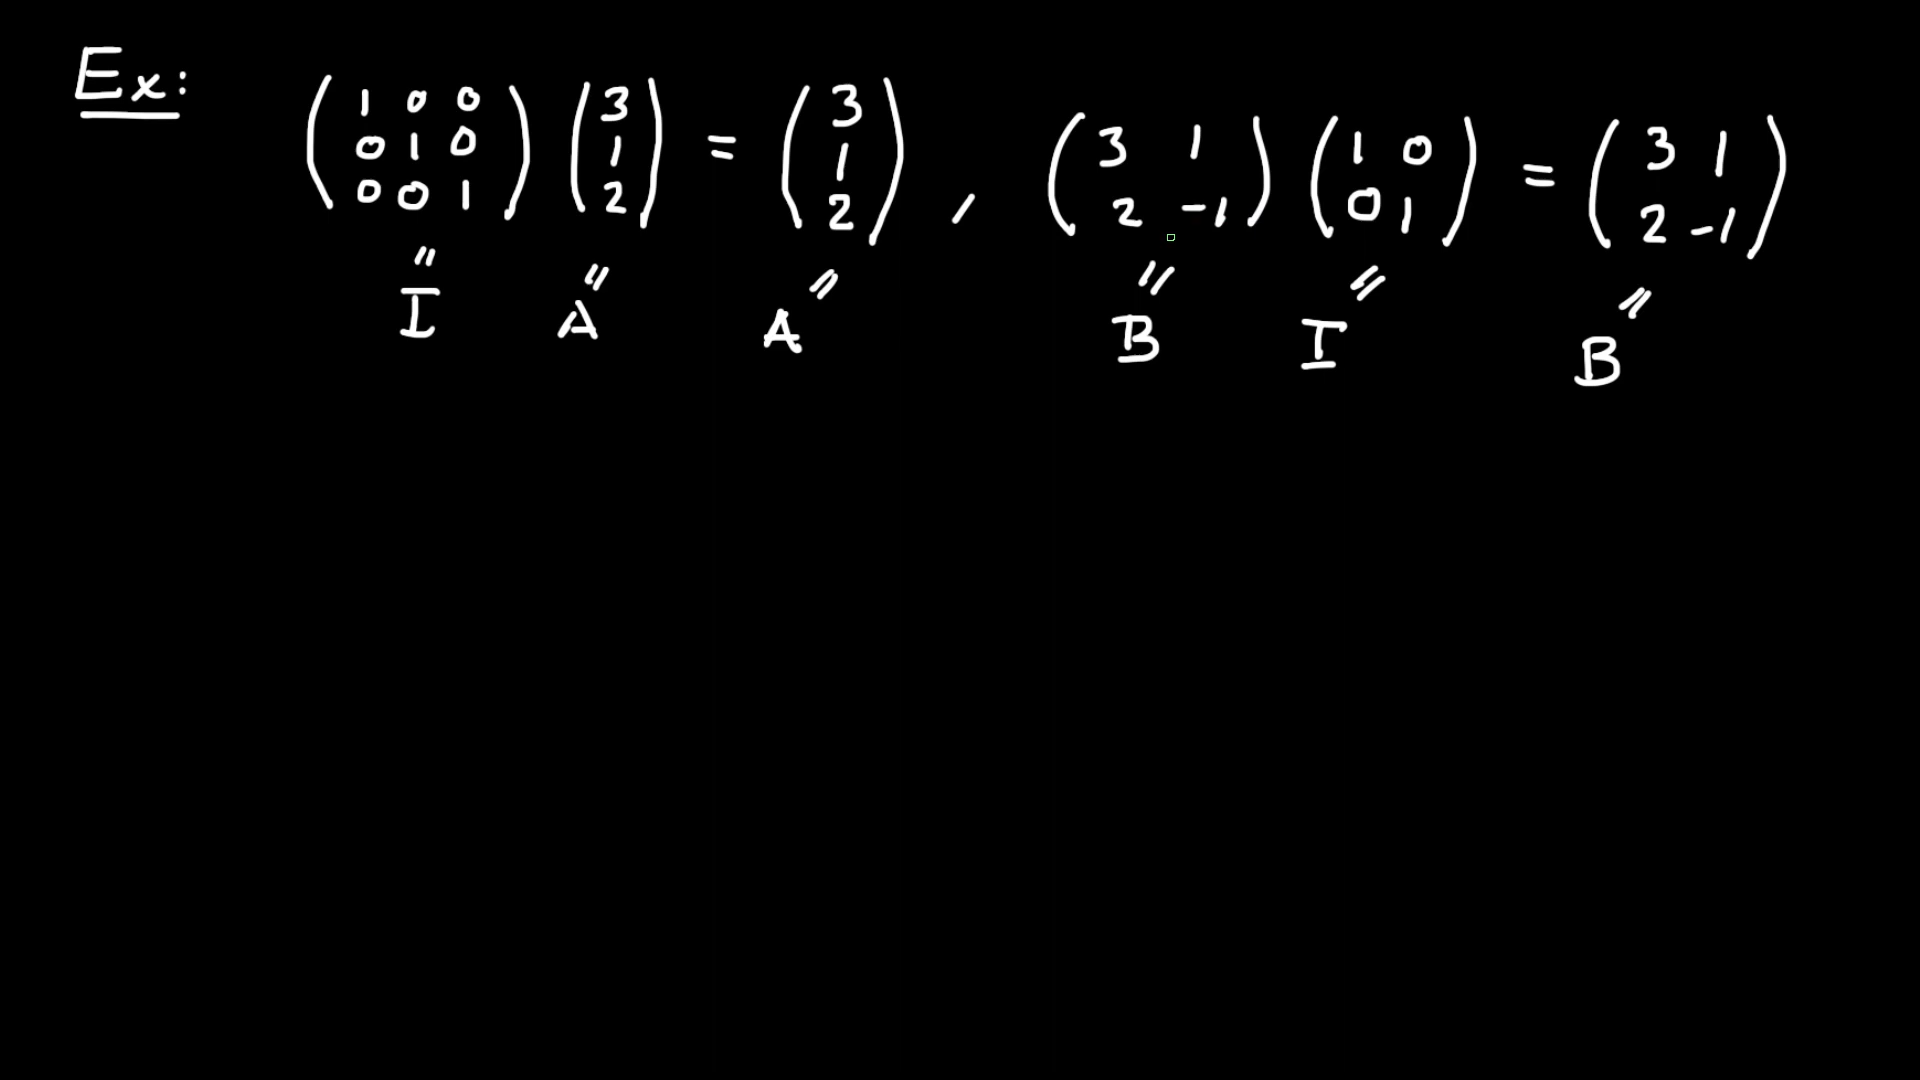 Ex: ( 1 0 0 ) ( 3 ) = ( 3 ) , ( 3 1 ) ( 1 0 ) = ( 3 1 )
0 1 0 1 1 2 -1 0 1 2 -1
0 0 1 2 2
" " " " " "
I A A B I B